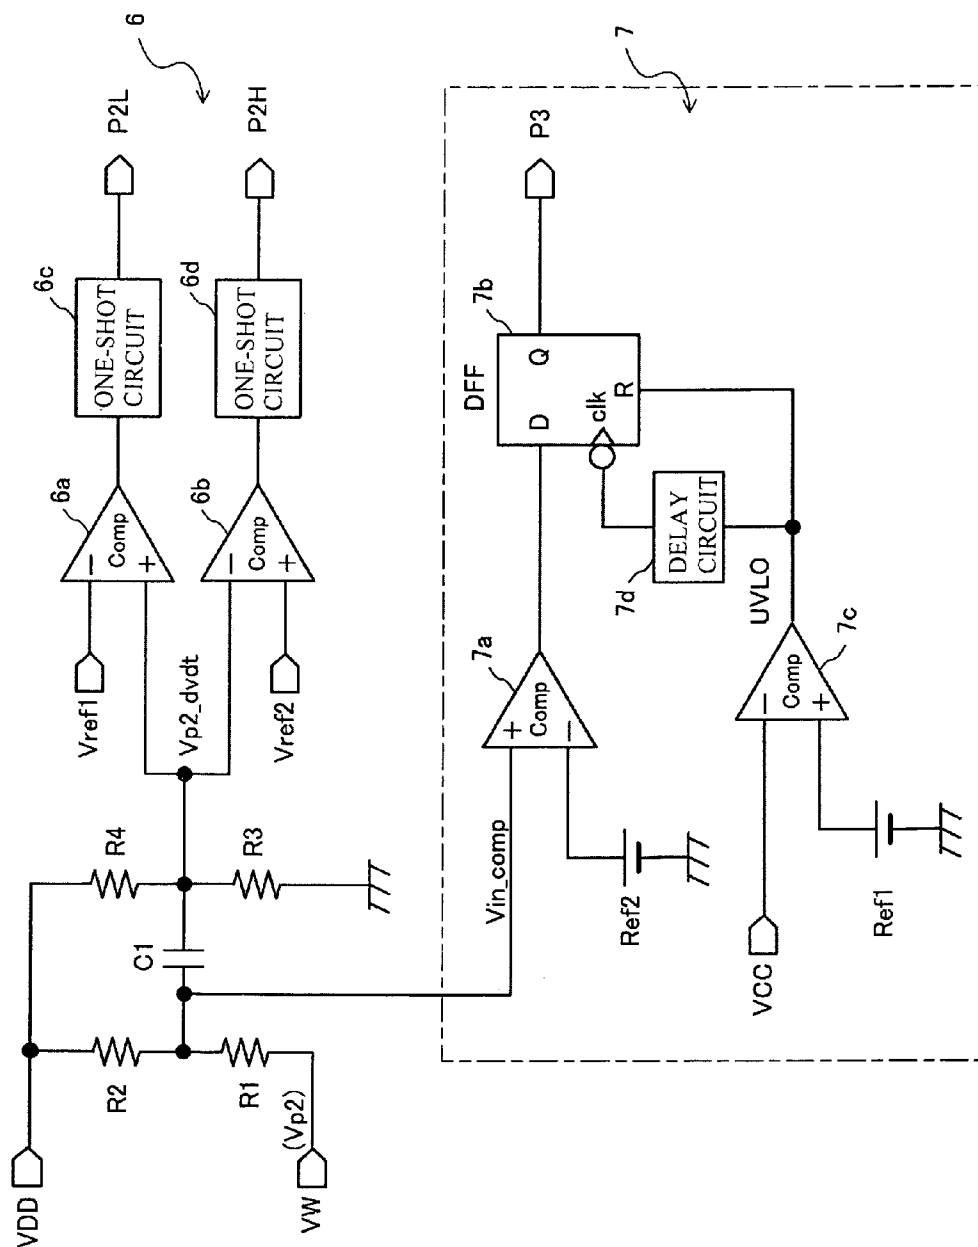 6
VDD
R2
R4
R1
(Vp2)
VW
C1
R3
Vp2_dvdt
Vref1
Vref2
6a
Comp
−
+
6b
Comp
−
+
6c
ONE-SHOT
CIRCUIT
6d
ONE-SHOT
CIRCUIT
P2L
P2H
7
Vin_comp
Ref2
7a
Comp
+
−
DFF
7b
D
Q
clk
R
P3
7d
DELAY
CIRCUIT
UVLO
VCC
Ref1
7c
Comp
−
+